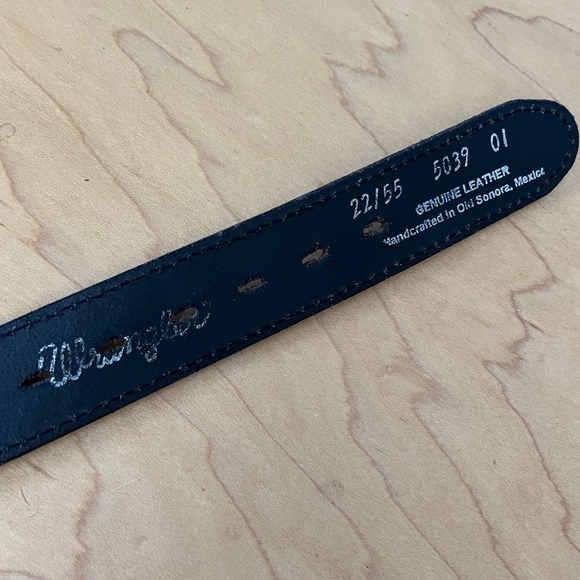 22/55 5039 01
GENUINE LEATHER
Handcrafted in Old Sonora, Mexico
Wrangler